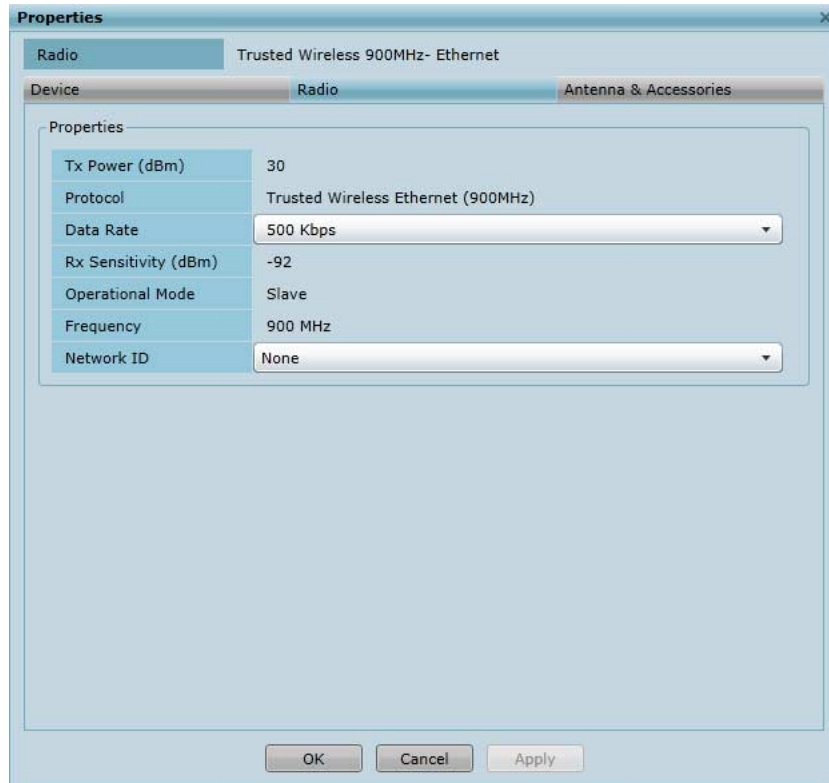 Properties
Radio Trusted Wireless 900MHz- Ethernet
Device Radio Antenna & Accessories
Properties
Tx Power (dBm) 30
Protocol Trusted Wireless Ethernet (900MHz)
Data Rate 500 Kbps
Rx Sensitivity (dBm) -92
Operational Mode Slave
Frequency 900 MHz
Network ID None
OK Cancel Apply